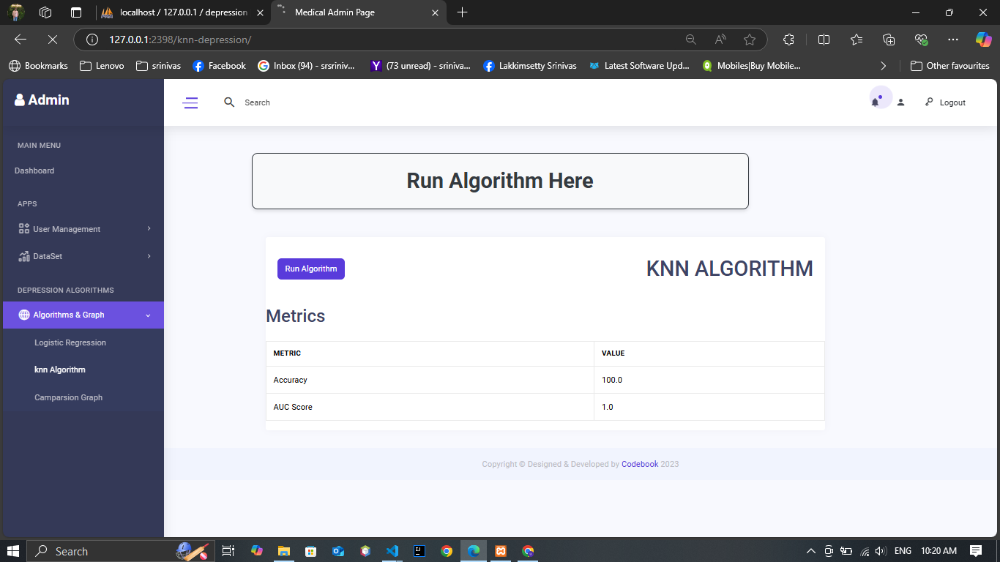 localhost / 127.0.0.1 / depression
Medical Admin Page
127.0.0.1:2398/knn-depression/
Bookmarks Lenovo srinivas Facebook Inbox (94) - srsriniv... (73 unread) - sriniva... Lakkimsetty Srinivas Latest Software Upd... Mobiles|Buy Mobile... Other favourites
Admin
Search
Logout
MAIN MENU
Dashboard
APPS
User Management
DataSet
DEPRESSION ALGORITHMS
Algorithms & Graph
Logistic Regression
knn Algorithm
Camparsion Graph
Run Algorithm Here
Run Algorithm
KNN ALGORITHM
Metrics
METRIC VALUE
Accuracy 100.0
AUC Score 1.0
Copyright © Designed & Developed by Codebook 2023
Search
ENG 10:20 AM